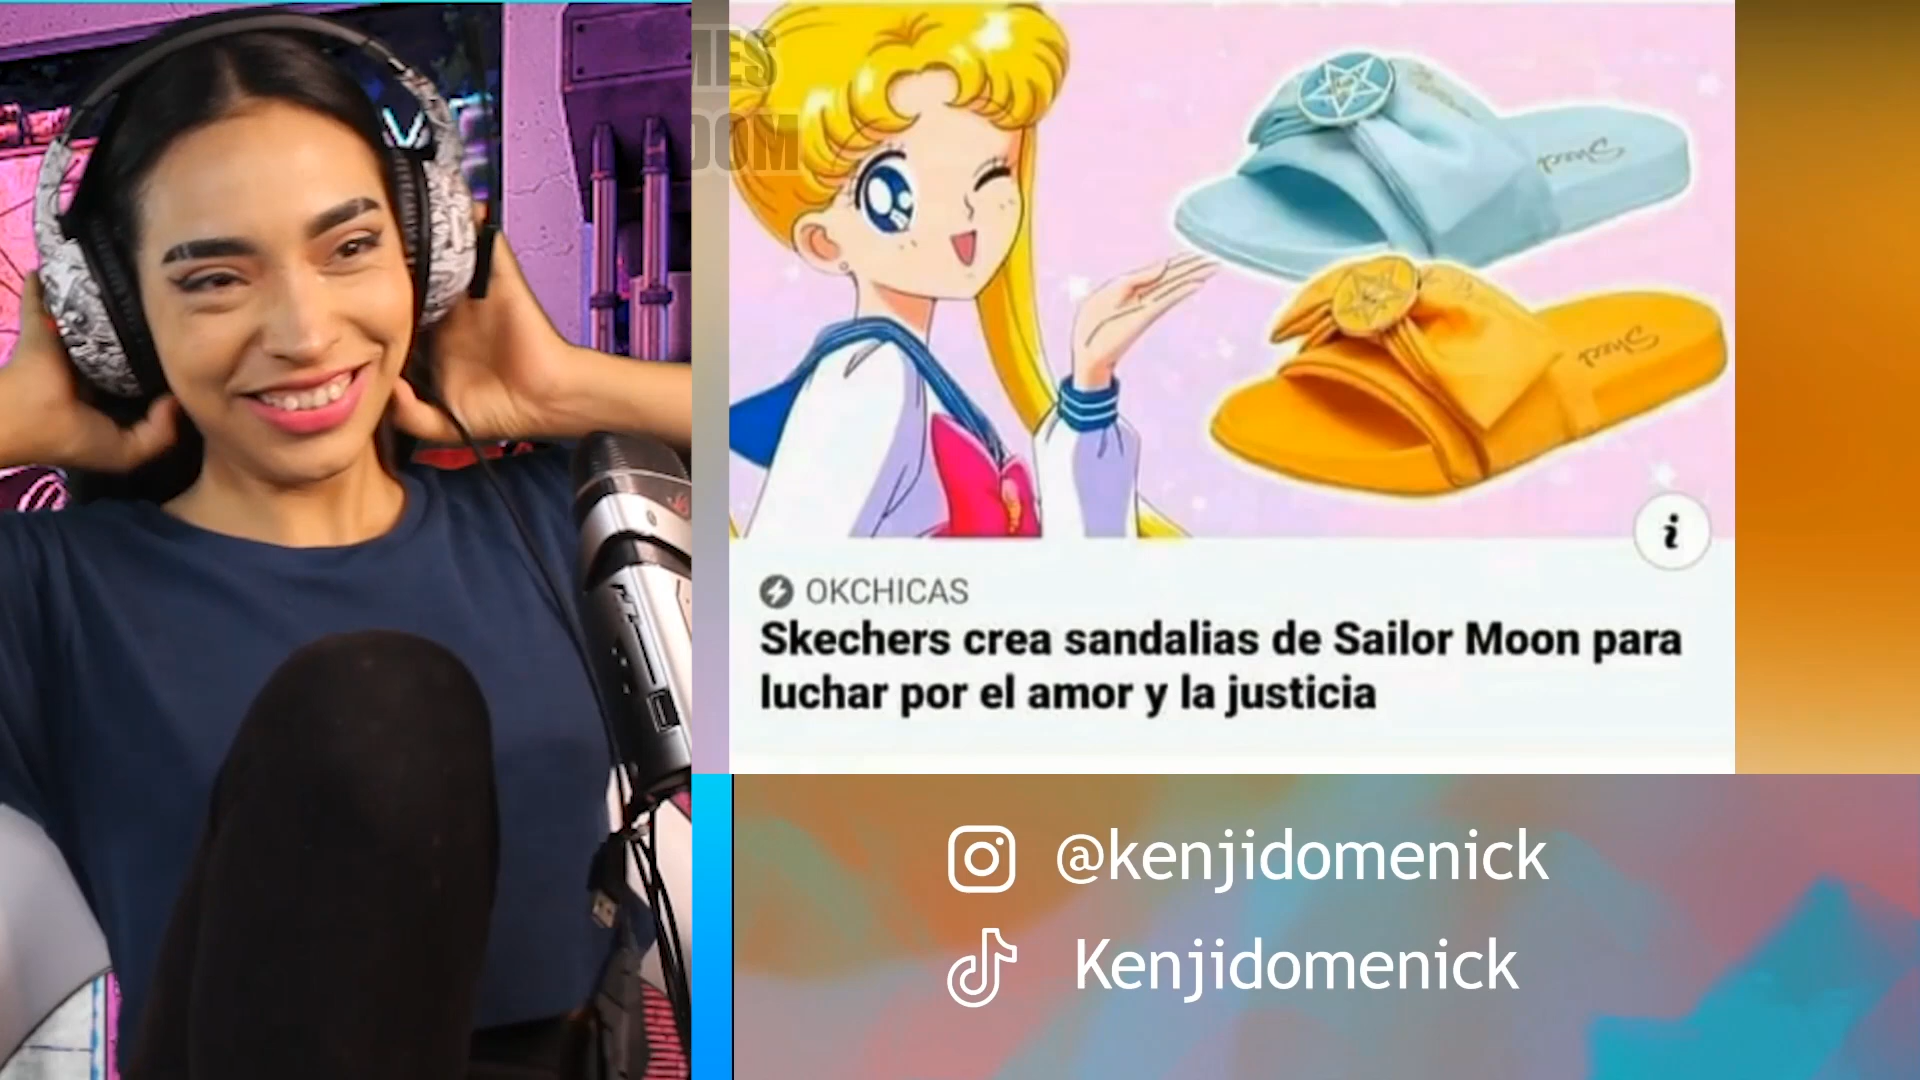 OKCHICAS
Skechers crea sandalias de Sailor Moon para
luchar por el amor y la justicia
@kenjidomenick
Kenjidomenick